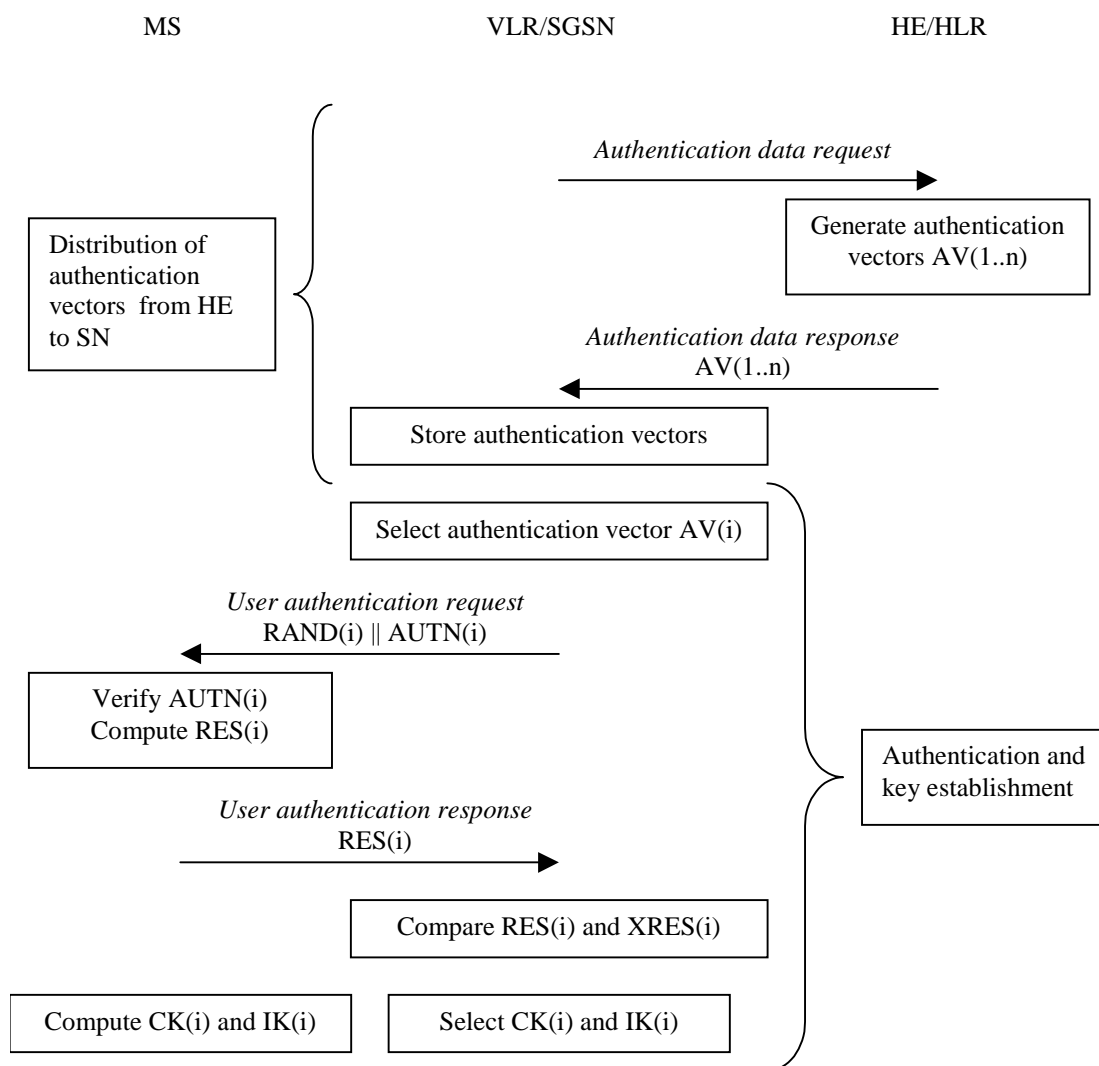 MS VLR/SGSN HE/HLR
Authentication data request
Generate authentication
vectors AV(1..n)
Distribution of
authentication
vectors  from HE
to SN
Authentication data response
AV(1..n)
Store authentication vectors
Select authentication vector AV(i)
User authentication request
RAND(i) || AUTN(i)
Verify AUTN(i)
Compute RES(i)
Authentication and
key establishment
User authentication response
RES(i)
Compare RES(i) and XRES(i)
Compute CK(i) and IK(i)
Select CK(i) and IK(i)